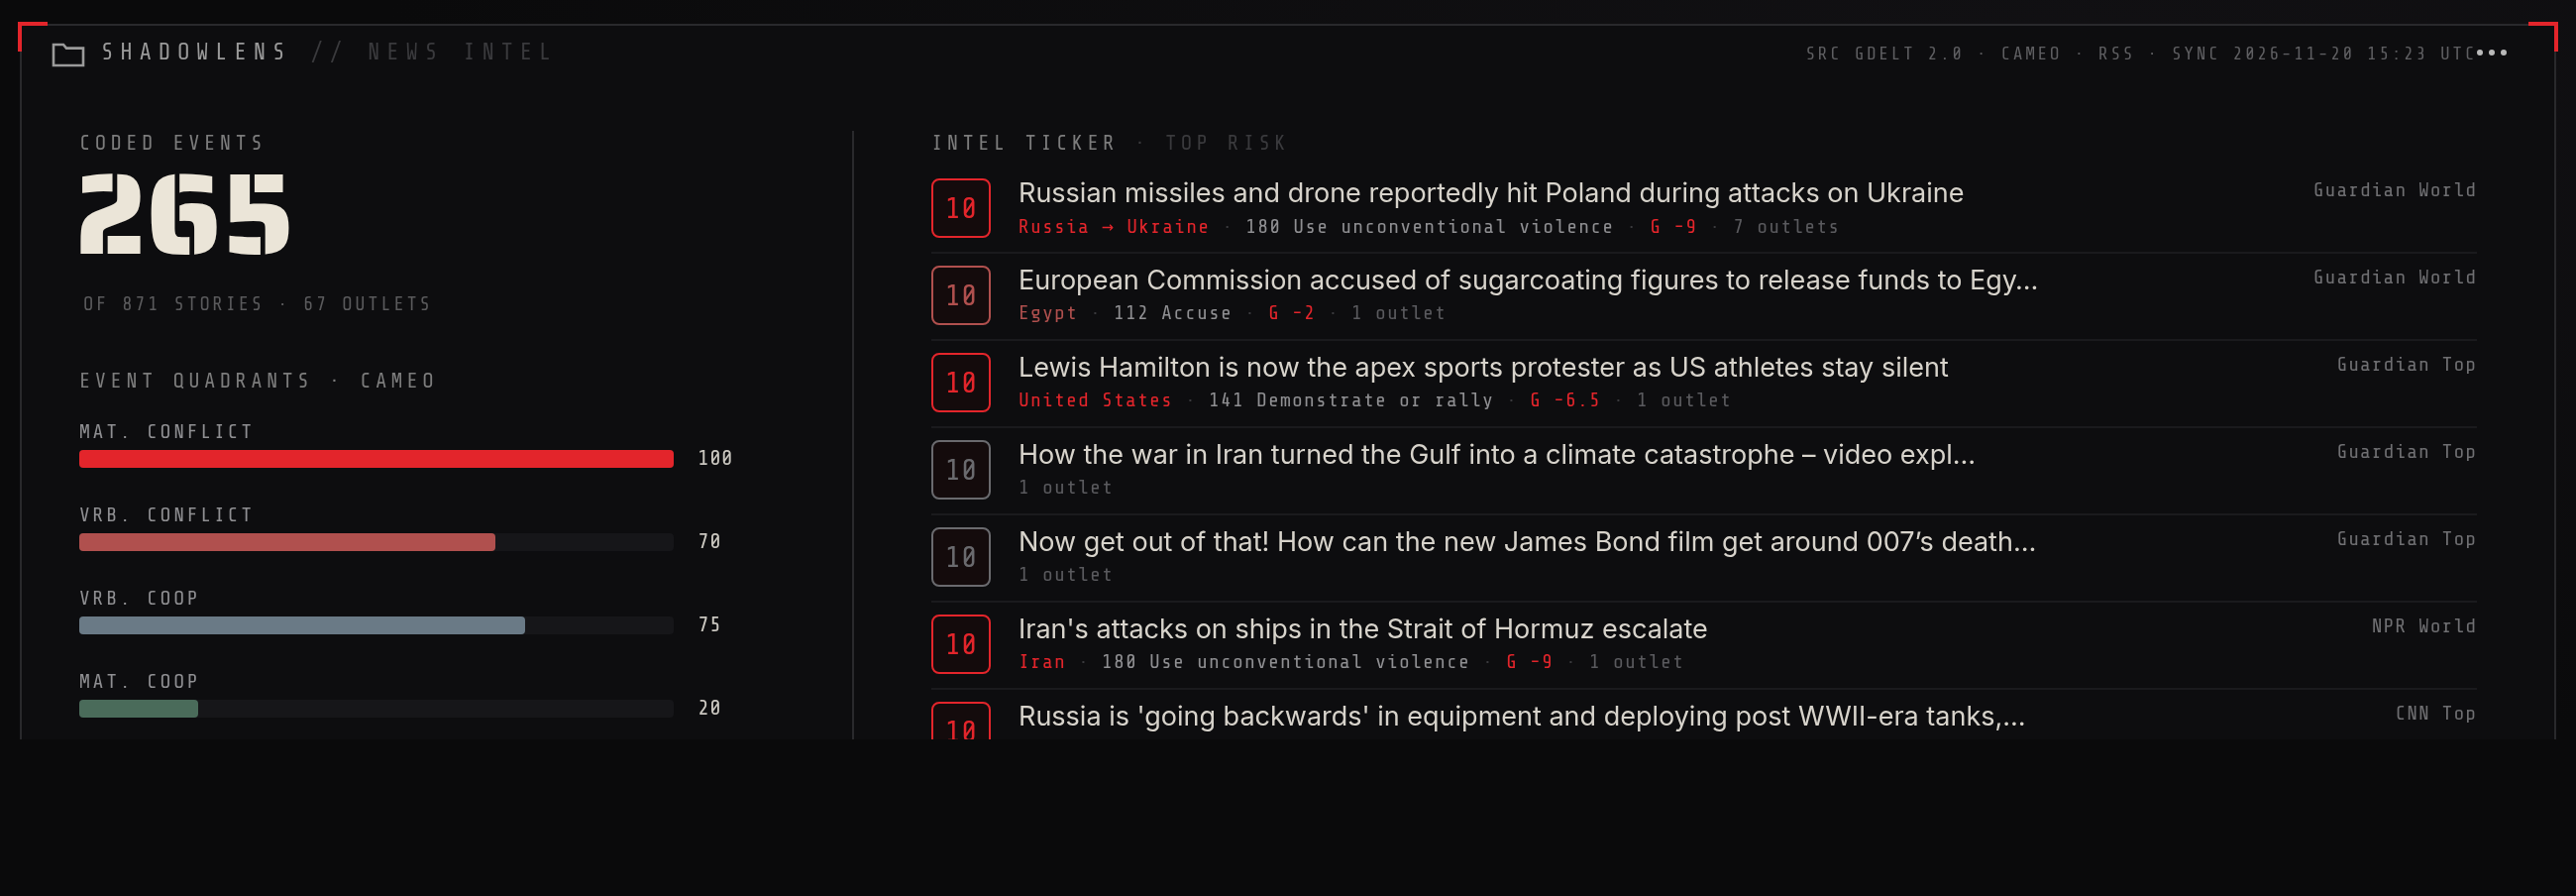 SHADOWLENS // NEWS INTEL
SRC GDELT 2.0 · CAMEO · RSS · SYNC 2026-11-20 15:23 UTC•••
CODED EVENTS
265
OF 871 STORIES · 67 OUTLETS
EVENT QUADRANTS · CAMEO
MAT. CONFLICT
100
VRB. CONFLICT
70
VRB. COOP
75
MAT. COOP
20
INTEL TICKER · TOP RISK
10
Russian missiles and drone reportedly hit Poland during attacks on Ukraine
Guardian World
Russia → Ukraine · 180 Use unconventional violence · G -9 · 7 outlets
10
European Commission accused of sugarcoating figures to release funds to Egy…
Guardian World
Egypt · 112 Accuse · G -2 · 1 outlet
10
Lewis Hamilton is now the apex sports protester as US athletes stay silent
Guardian Top
United States · 141 Demonstrate or rally · G -6.5 · 1 outlet
10
How the war in Iran turned the Gulf into a climate catastrophe – video expl…
Guardian Top
1 outlet
10
Now get out of that! How can the new James Bond film get around 007’s death…
Guardian Top
1 outlet
10
Iran's attacks on ships in the Strait of Hormuz escalate
NPR World
Iran · 180 Use unconventional violence · G -9 · 1 outlet
10
Russia is 'going backwards' in equipment and deploying post WWII-era tanks,…
CNN Top